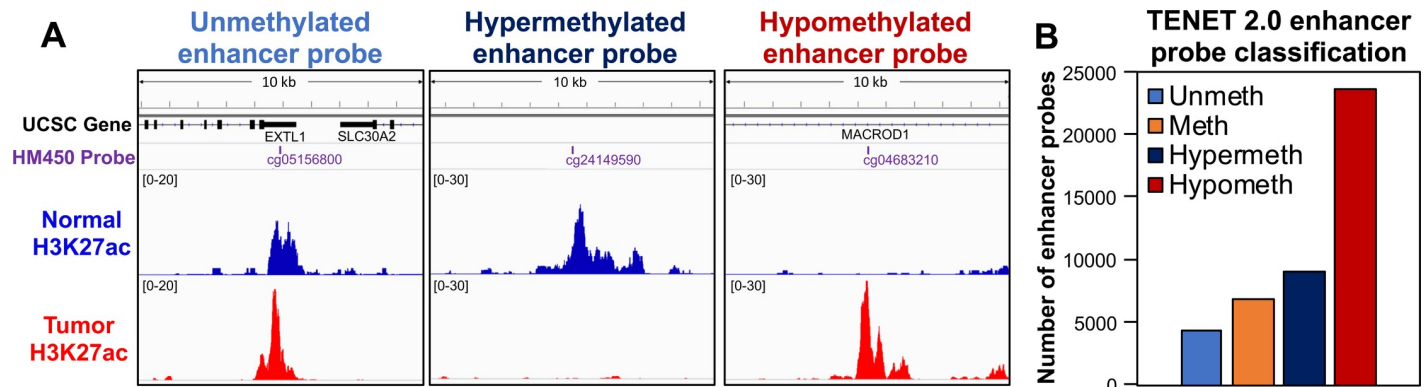 A
Unmethylated
enhancer probe
Hypermethylated
enhancer probe
Hypomethylated
enhancer probe
10 kb
10 kb
10 kb
UCSC Gene
EXTL1
SLC30A2
MACROD1
HM450 Probe
cg05156800
cg24149590
cg04683210
[0-20]
[0-30]
[0-30]
Normal
H3K27ac
[0-20]
[0-30]
[0-30]
Tumor
H3K27ac
B
TENET 2.0 enhancer
probe classification
Number of enhancer probes
25000
20000
15000
10000
5000
0
Unmeth
Meth
Hypermeth
Hypometh